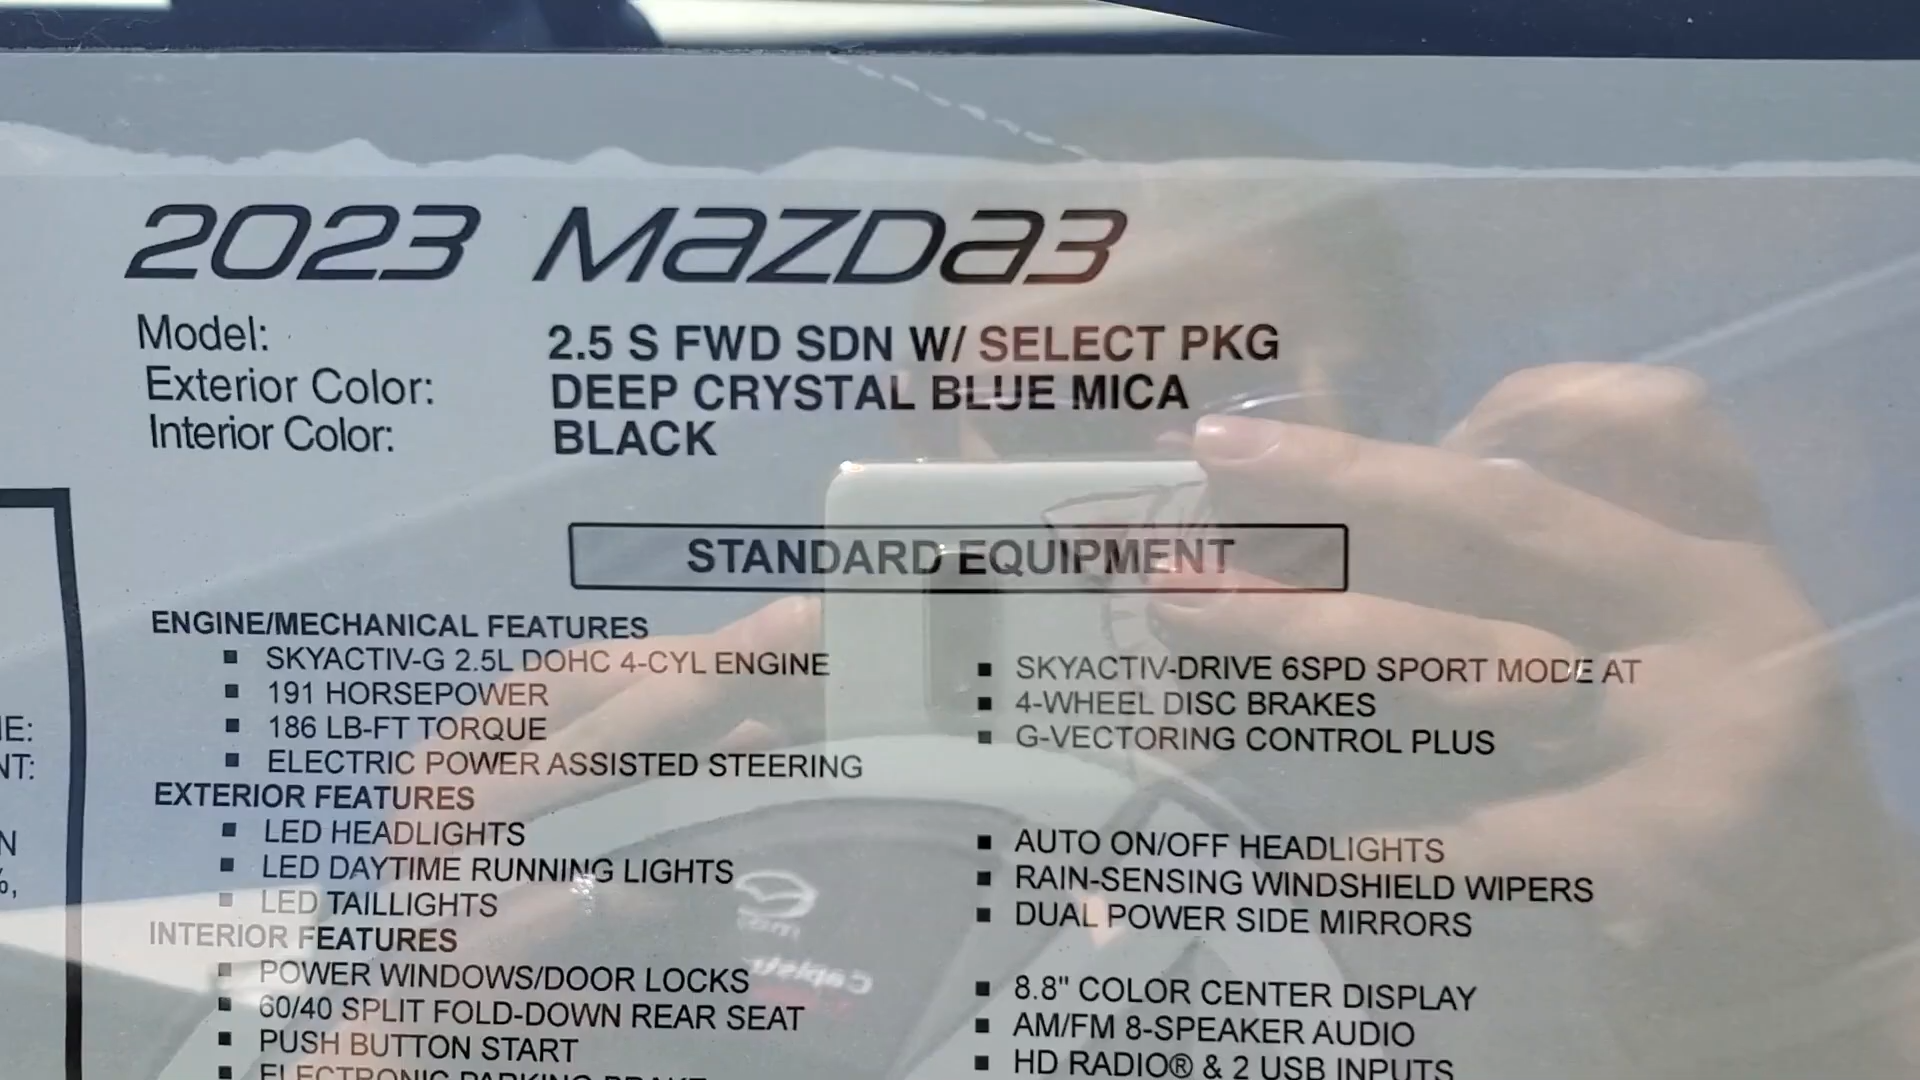 2023 Mazda3
Model: 2.5 S FWD SDN W/ SELECT PKG
Exterior Color: DEEP CRYSTAL BLUE MICA
Interior Color: BLACK
STANDARD EQUIPMENT
ENGINE/MECHANICAL FEATURES
▪ SKYACTIV-G 2.5L DOHC 4-CYL ENGINE
▪ 191 HORSEPOWER
▪ 186 LB-FT TORQUE
▪ ELECTRIC POWER ASSISTED STEERING
▪ SKYACTIV-DRIVE 6SPD SPORT MODE AT
▪ 4-WHEEL DISC BRAKES
▪ G-VECTORING CONTROL PLUS
EXTERIOR FEATURES
▪ LED HEADLIGHTS
▪ LED DAYTIME RUNNING LIGHTS
▪ LED TAILLIGHTS
▪ AUTO ON/OFF HEADLIGHTS
▪ RAIN-SENSING WINDSHIELD WIPERS
▪ DUAL POWER SIDE MIRRORS
INTERIOR FEATURES
▪ POWER WINDOWS/DOOR LOCKS
▪ 60/40 SPLIT FOLD-DOWN REAR SEAT
▪ PUSH BUTTON START
▪ ELECTRONIC PARKING BRAKE
▪ 8.8" COLOR CENTER DISPLAY
▪ AM/FM 8-SPEAKER AUDIO
▪ HD RADIO® & 2 USB INPUTS